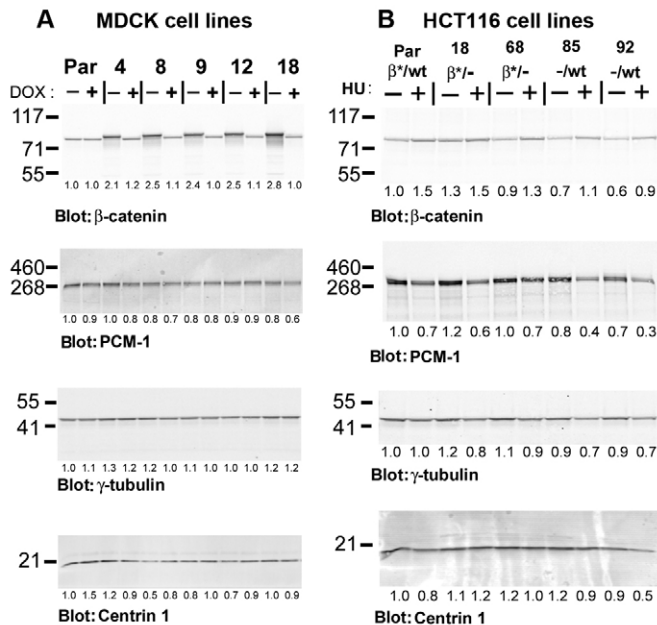 A MDCK cell lines
Par 4 8 9 12 18
DOX : – + – + – + – + – + – +
117
71
55
1.0 1.0 2.1 1.2 2.5 1.1 2.4 1.0 2.5 1.1 2.8 1.0
Blot: β-catenin
460
268
1.0 0.9 1.0 0.8 0.8 0.7 0.8 0.8 0.9 0.9 0.8 0.6
Blot: PCM-1
55
41
1.0 1.1 1.3 1.2 1.2 1.0 1.1 1.0 1.0 1.0 1.2 1.2
Blot: γ-tubulin
21
1.0 1.5 1.2 0.9 0.5 0.8 1.0 0.8 0.7 0.9 1.0 0.9
Blot: Centrin 1
B HCT116 cell lines
Par 18 68 85 92
β*/wt β*/- β*/- -/wt -/wt
HU: – + – + – + – + – +
117
71
55
1.0 1.5 1.3 1.5 0.9 1.3 0.7 1.1 0.6 0.9
Blot: β-catenin
460
268
1.0 0.7 1.2 0.6 1.0 0.7 0.8 0.4 0.7 0.3
Blot: PCM-1
55
41
1.0 1.0 1.2 0.8 1.1 0.9 0.9 0.7 0.9 0.7
Blot: γ-tubulin
21
1.0 0.8 1.1 1.2 1.2 1.0 1.2 0.9 0.9 0.5
Blot: Centrin 1